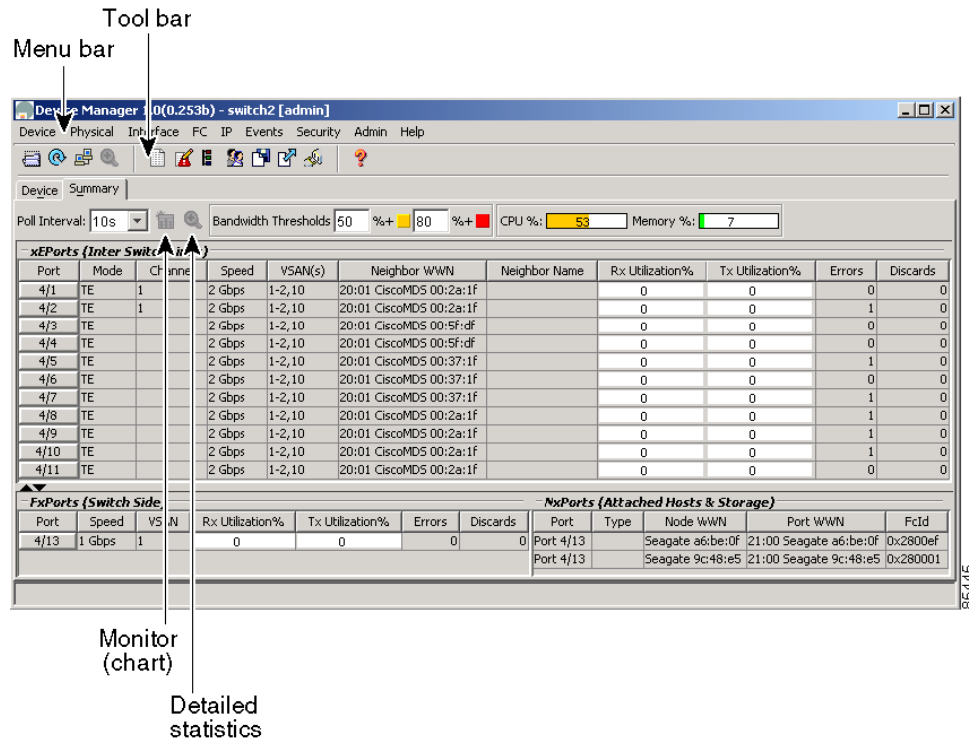 Tool bar
Menu bar
Device Manager 1.0(0.253b) - switch2 [admin]
Device Physical Interface FC IP Events Security Admin Help
Device Summary
Poll Interval: 10s Bandwidth Thresholds 50 %+ 80 %+ CPU %: 53 Memory %: 7
xEPorts {Inter Switch
Port Mode Channel Speed VSAN(s) Neighbor WWN Neighbor Name Rx Utilization% Tx Utilization% Errors Discards
4/1 TE 1 2 Gbps 1-2,10 20:01 CiscoMDS 00:2a:1f 0 0 0 0
4/2 TE 1 2 Gbps 1-2,10 20:01 CiscoMDS 00:2a:1f 0 0 1 0
4/3 TE 2 Gbps 1-2,10 20:01 CiscoMDS 00:5f:df 0 0 0 0
4/4 TE 2 Gbps 1-2,10 20:01 CiscoMDS 00:5f:df 0 0 0 0
4/5 TE 2 Gbps 1-2,10 20:01 CiscoMDS 00:37:1f 0 0 1 0
4/6 TE 2 Gbps 1-2,10 20:01 CiscoMDS 00:37:1f 0 0 0 0
4/7 TE 2 Gbps 1-2,10 20:01 CiscoMDS 00:37:1f 0 0 1 0
4/8 TE 2 Gbps 1-2,10 20:01 CiscoMDS 00:2a:1f 0 0 1 0
4/9 TE 2 Gbps 1-2,10 20:01 CiscoMDS 00:2a:1f 0 0 1 0
4/10 TE 2 Gbps 1-2,10 20:01 CiscoMDS 00:2a:1f 0 0 1 0
4/11 TE 2 Gbps 1-2,10 20:01 CiscoMDS 00:2a:1f 0 0 0 0
FxPorts {Switch Side}
Port Speed VSAN Rx Utilization% Tx Utilization% Errors Discards
4/13 1 Gbps 1 0 0 0 0
NxPorts {Attached Hosts & Storage}
Port Type Node WWN Port WWN FcId
Port 4/13 Seagate a6:be:0f 21:00 Seagate a6:be:0f 0x2800ef
Port 4/13 Seagate 9c:48:e5 21:00 Seagate 9c:48:e5 0x280001
85445
Monitor
(chart)
Detailed
statistics